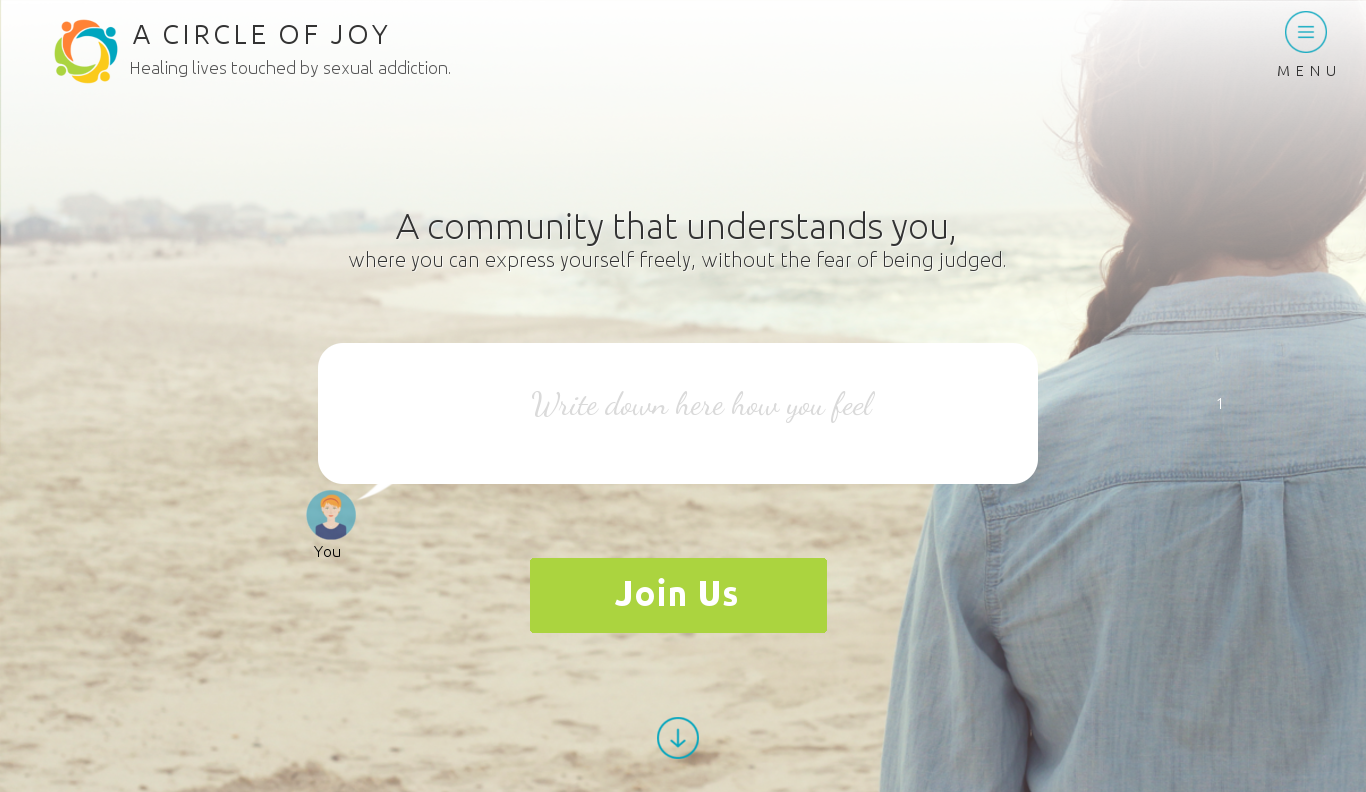 A CIRCLE OF JOY
Healing lives touched by sexual addiction.
MENU
A community that understands you,
where you can express yourself freely, without the fear of being judged.
Write down here how you feel
1
You
Join Us